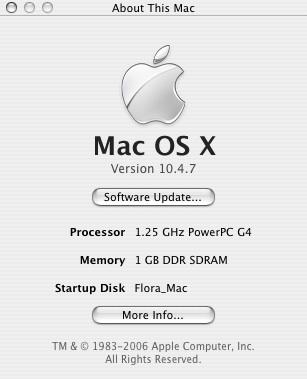 About This Mac
Mac OS X
Version 10.4.7
Software Update...
Processor 1.25 GHz PowerPC G4
Memory 1 GB DDR SDRAM
Startup Disk Flora_Mac
More Info...
TM & © 1983-2006 Apple Computer, Inc.
All Rights Reserved.